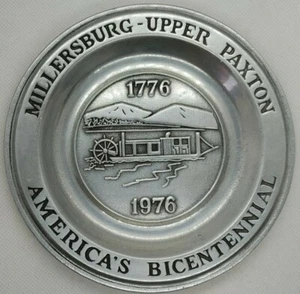 MILLERSBURG-UPPER PAXTON
1776
1976
AMERICA'S BICENTENNIAL